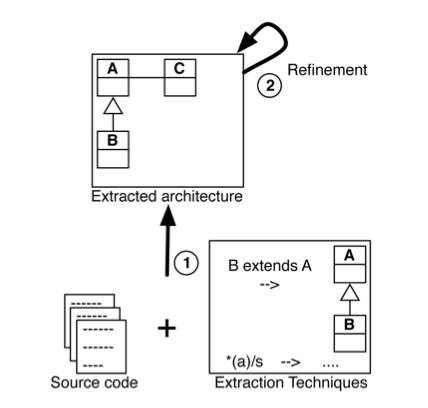 A
C
2
Refinement
B
Extracted architecture
1
B extends A
-->
A
B
------
------
------
------
----
+
*(a)/s --> ....
Source code
Extraction Techniques